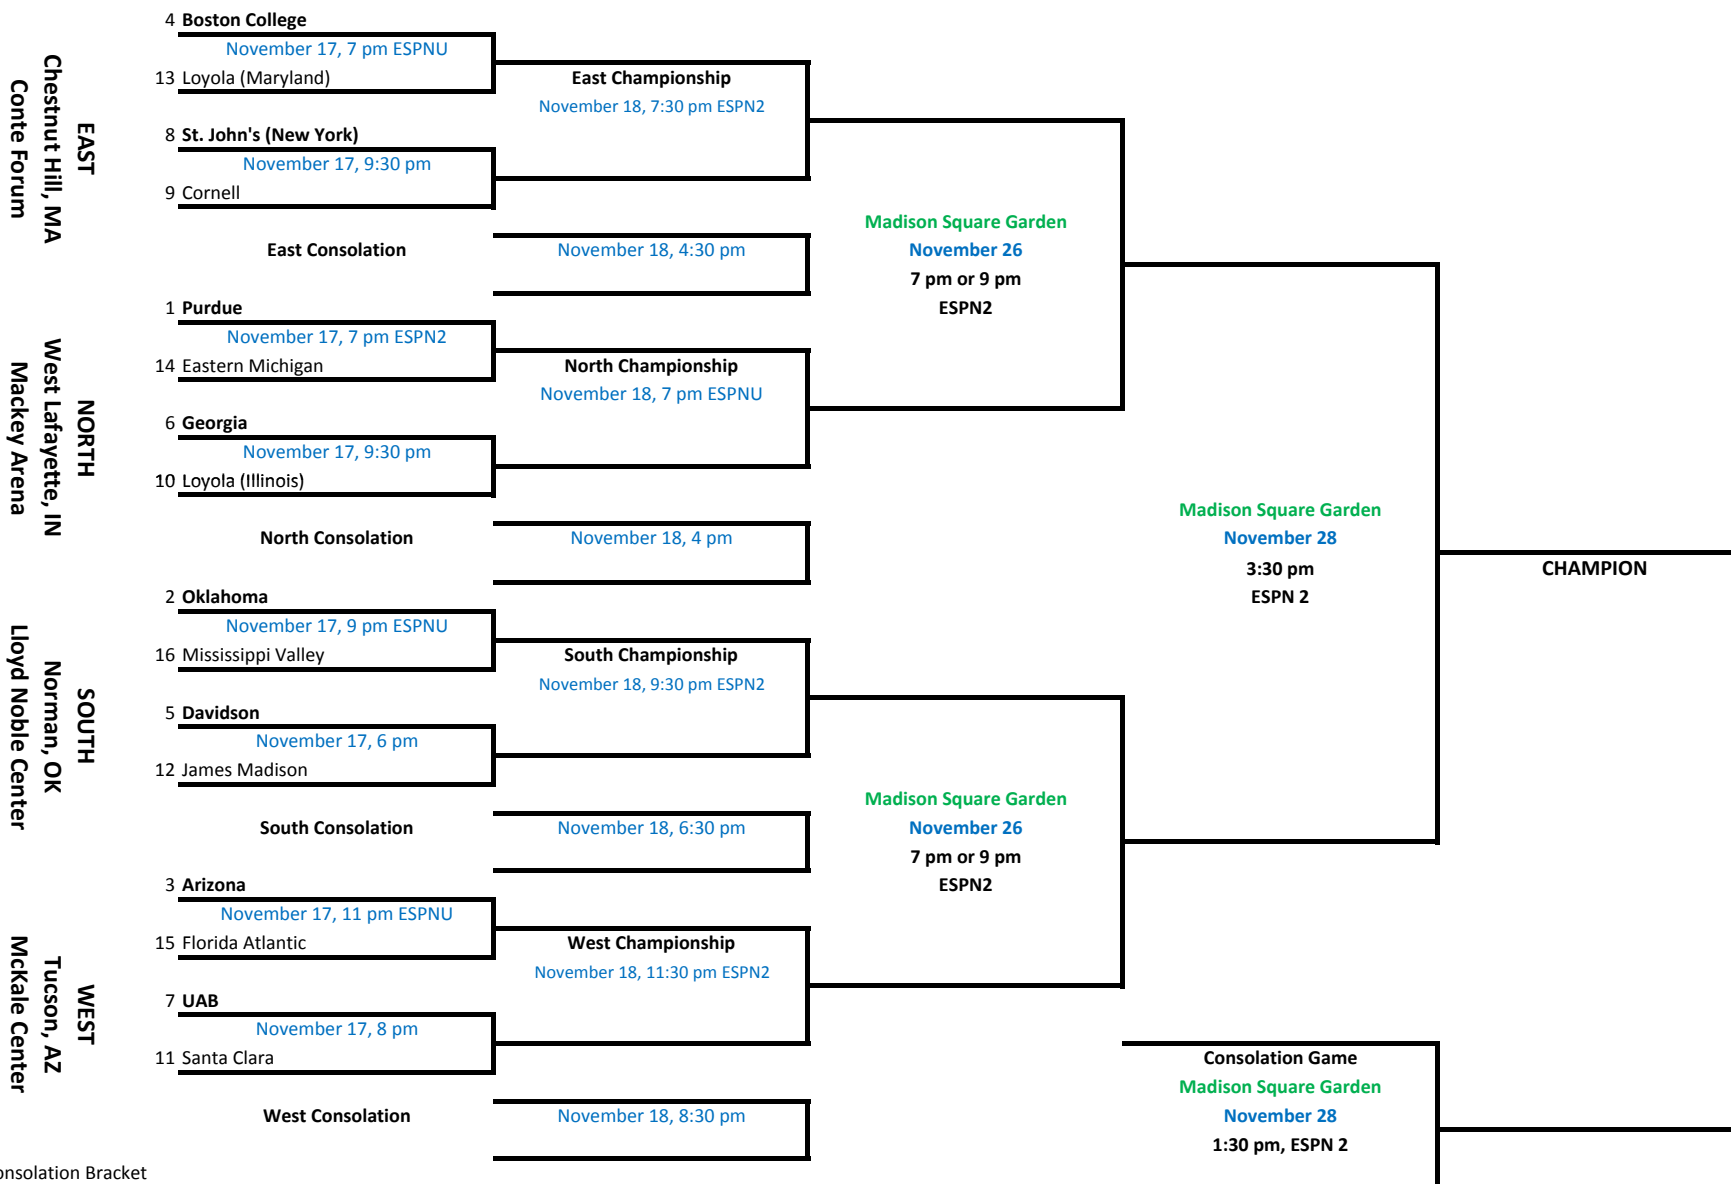 EAST
Chestnut Hill, MA
Conte Forum
4 Boston College
November 17, 7 pm ESPNU
13 Loyola (Maryland)
East Championship
November 18, 7:30 pm ESPN2
8 St. John's (New York)
November 17, 9:30 pm
9 Cornell
East Consolation
November 18, 4:30 pm
Madison Square Garden
November 26
7 pm or 9 pm
ESPN2
NORTH
West Lafayette, IN
Mackey Arena
1 Purdue
November 17, 7 pm ESPN2
14 Eastern Michigan
North Championship
November 18, 7 pm ESPNU
6 Georgia
November 17, 9:30 pm
10 Loyola (Illinois)
North Consolation
November 18, 4 pm
Madison Square Garden
November 28
3:30 pm
ESPN 2
CHAMPION
SOUTH
Norman, OK
Lloyd Noble Center
2 Oklahoma
November 17, 9 pm ESPNU
16 Mississippi Valley
South Championship
November 18, 9:30 pm ESPN2
5 Davidson
November 17, 6 pm
12 James Madison
South Consolation
November 18, 6:30 pm
Madison Square Garden
November 26
7 pm or 9 pm
ESPN2
WEST
Tucson, AZ
McKale Center
3 Arizona
November 17, 11 pm ESPNU
15 Florida Atlantic
West Championship
November 18, 11:30 pm ESPN2
7 UAB
November 17, 8 pm
11 Santa Clara
West Consolation
November 18, 8:30 pm
Consolation Game
Madison Square Garden
November 28
1:30 pm, ESPN 2
onsolation Bracket